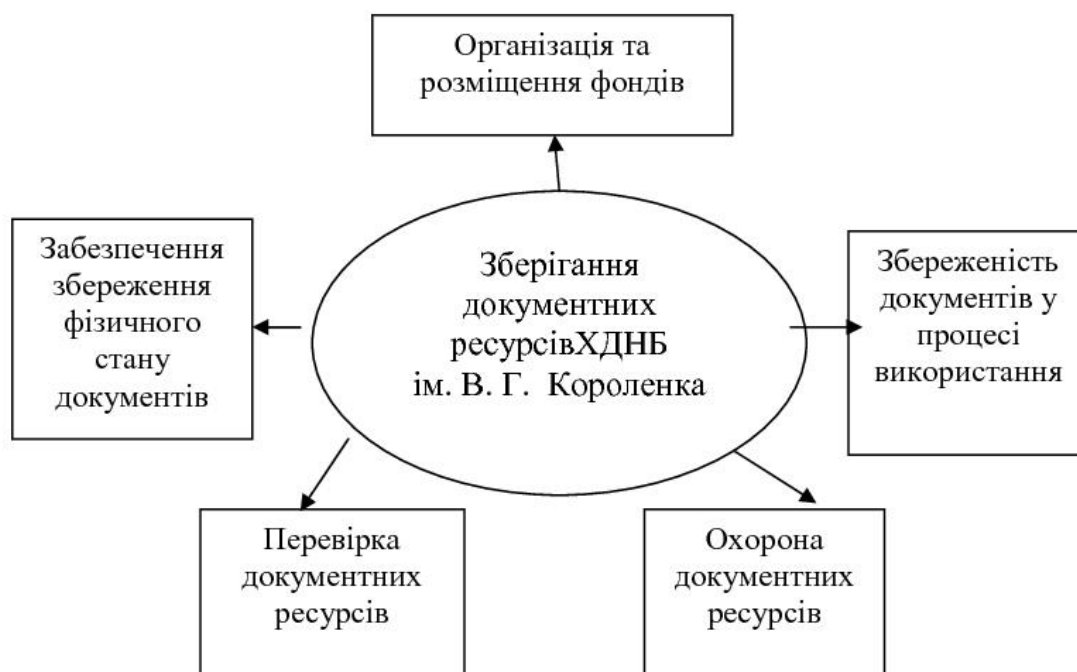 Організація та
розміщення фондів
Забезпечення
збереження
фізичного
стану
документів
Зберігання
документних
ресурсівХДНБ
ім. В. Г. Короленка
Збереженість
документів у
процесі
використання
Перевірка
документних
ресурсів
Охорона
документних
ресурсів